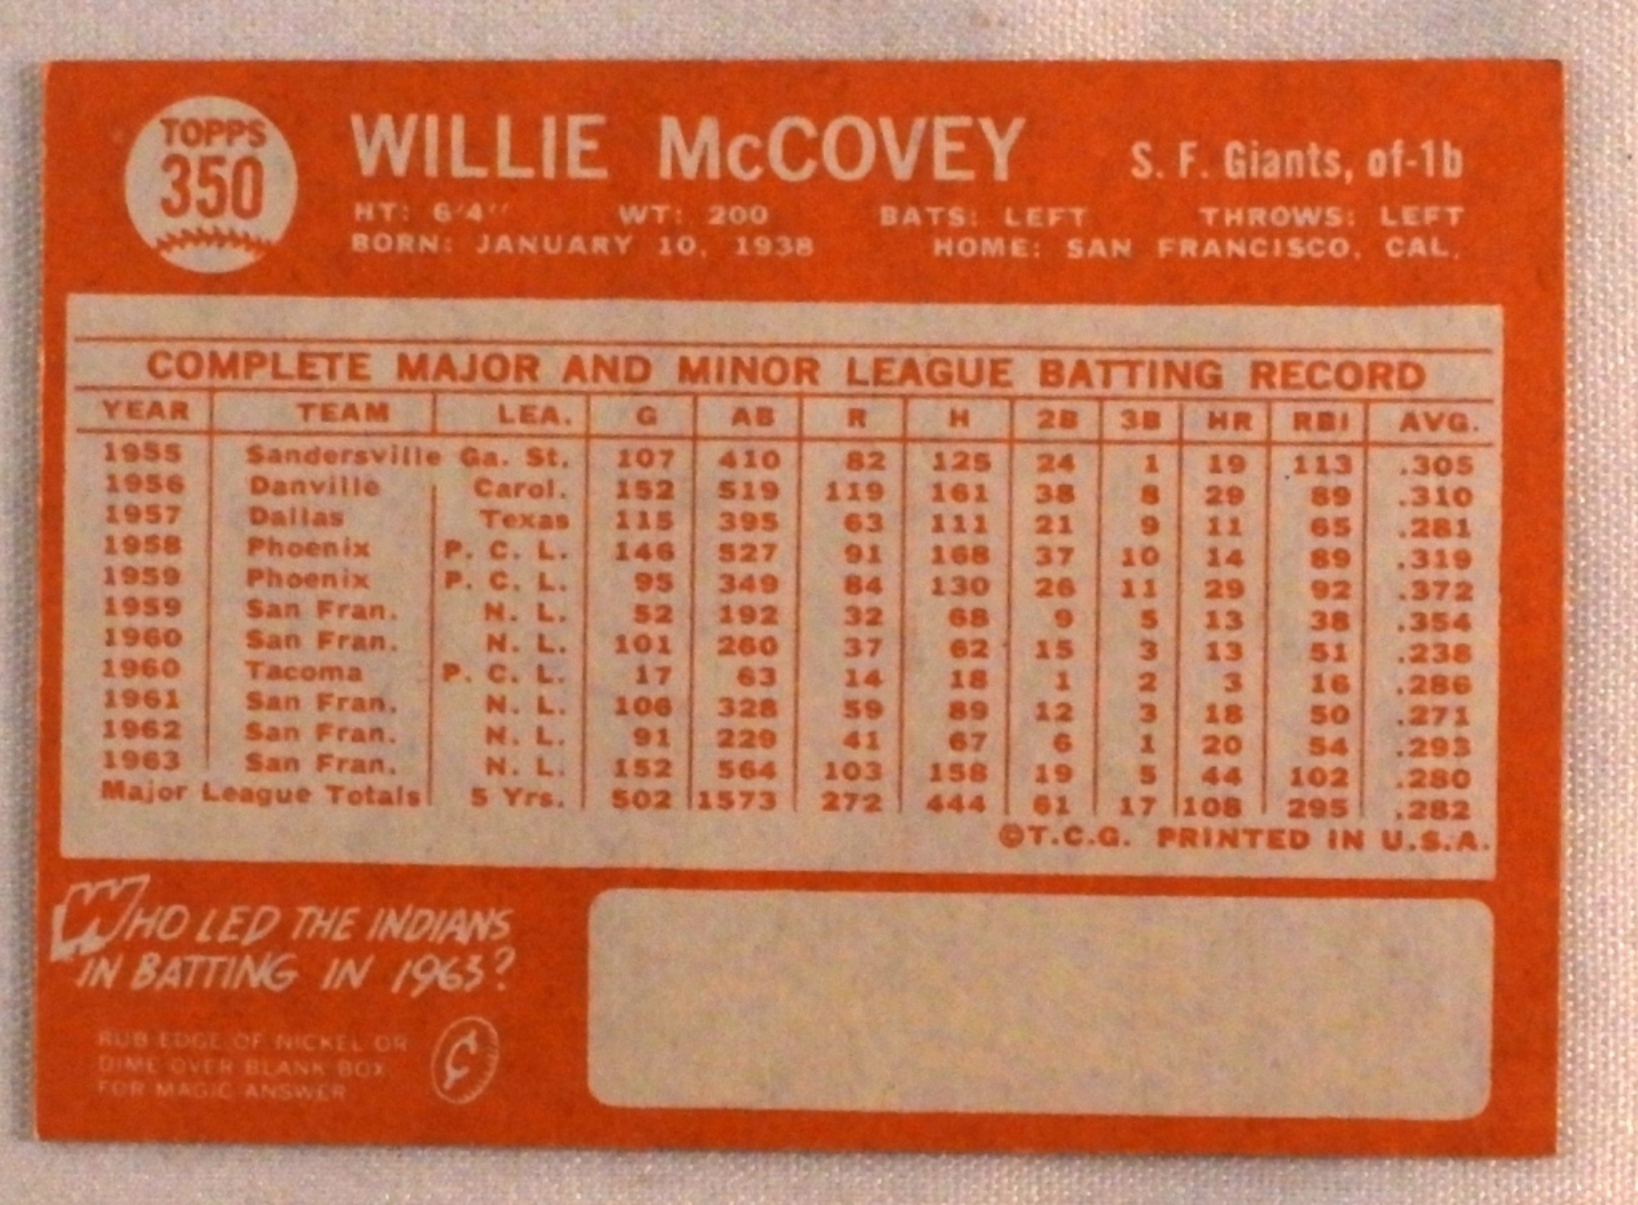 TOPPS
350
WILLIE McCOVEY S. F. Giants, of-1b
HT: 6'4" WT: 200 BATS: LEFT THROWS: LEFT
BORN: JANUARY 10, 1938 HOME: SAN FRANCISCO, CAL.
COMPLETE MAJOR AND MINOR LEAGUE BATTING RECORD
YEAR TEAM LEA. G AB R H 2B 3B HR RBI AVG.
1955 Sandersville Ga. St. 107 410 82 125 24 1 19 113 .305
1956 Danville Carol. 152 519 119 161 38 8 29 89 .310
1957 Dallas Texas 115 395 63 111 21 9 11 65 .281
1958 Phoenix P. C. L. 146 527 91 168 37 10 14 89 .319
1959 Phoenix P. C. L. 95 349 84 130 26 11 29 92 .372
1959 San Fran. N. L. 52 192 32 68 9 5 13 38 .354
1960 San Fran. N. L. 101 260 37 62 15 3 13 51 .238
1960 Tacoma P. C. L. 17 63 14 18 1 2 3 16 .286
1961 San Fran. N. L. 106 328 59 89 12 3 18 50 .271
1962 San Fran. N. L. 91 229 41 67 6 1 20 54 .293
1963 San Fran. N. L. 152 564 103 158 19 5 44 102 .280
Major League Totals 5 Yrs. 502 1573 272 444 61 17 108 295 .282
©T.C.G. PRINTED IN U.S.A.
WHO LED THE INDIANS
IN BATTING IN 1963?
RUB EDGE OF NICKEL OR
DIME OVER BLANK BOX
FOR MAGIC ANSWER
¢